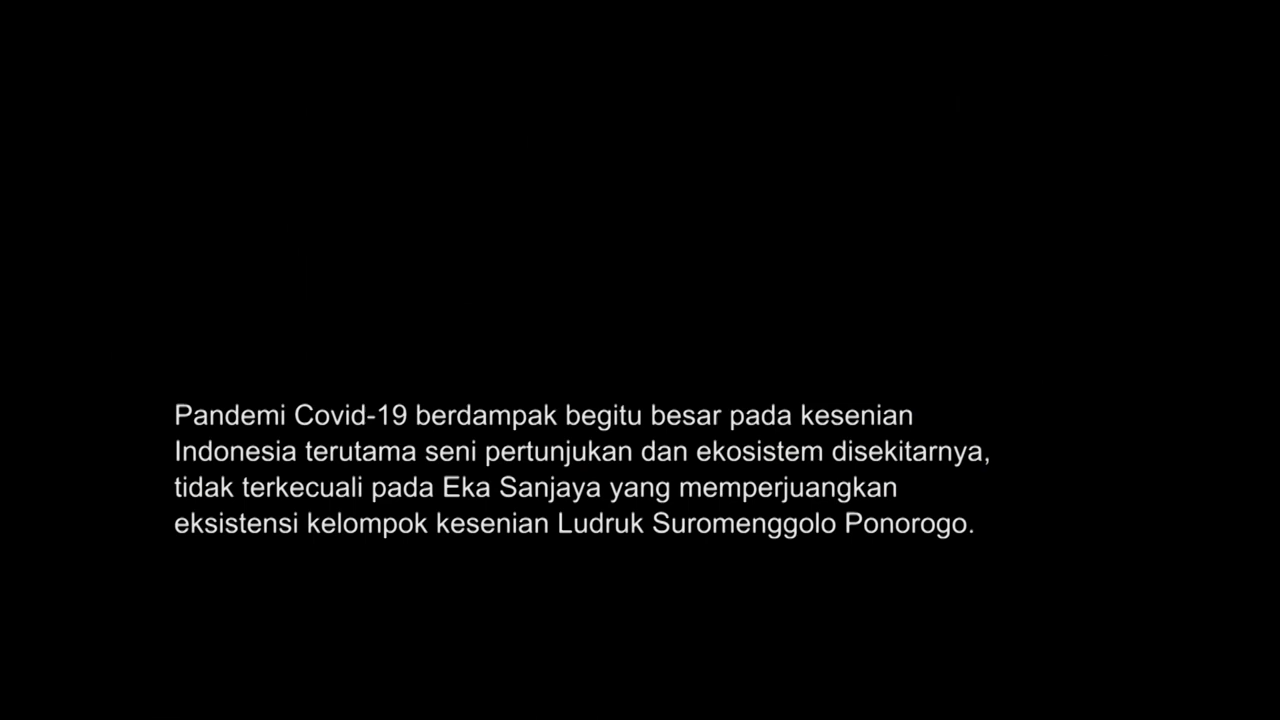 Pandemi Covid-19 berdampak begitu besar pada kesenian
Indonesia terutama seni pertunjukan dan ekosistem disekitarnya,
tidak terkecuali pada Eka Sanjaya yang memperjuangkan
eksistensi kelompok kesenian Ludruk Suromenggolo Ponorogo.